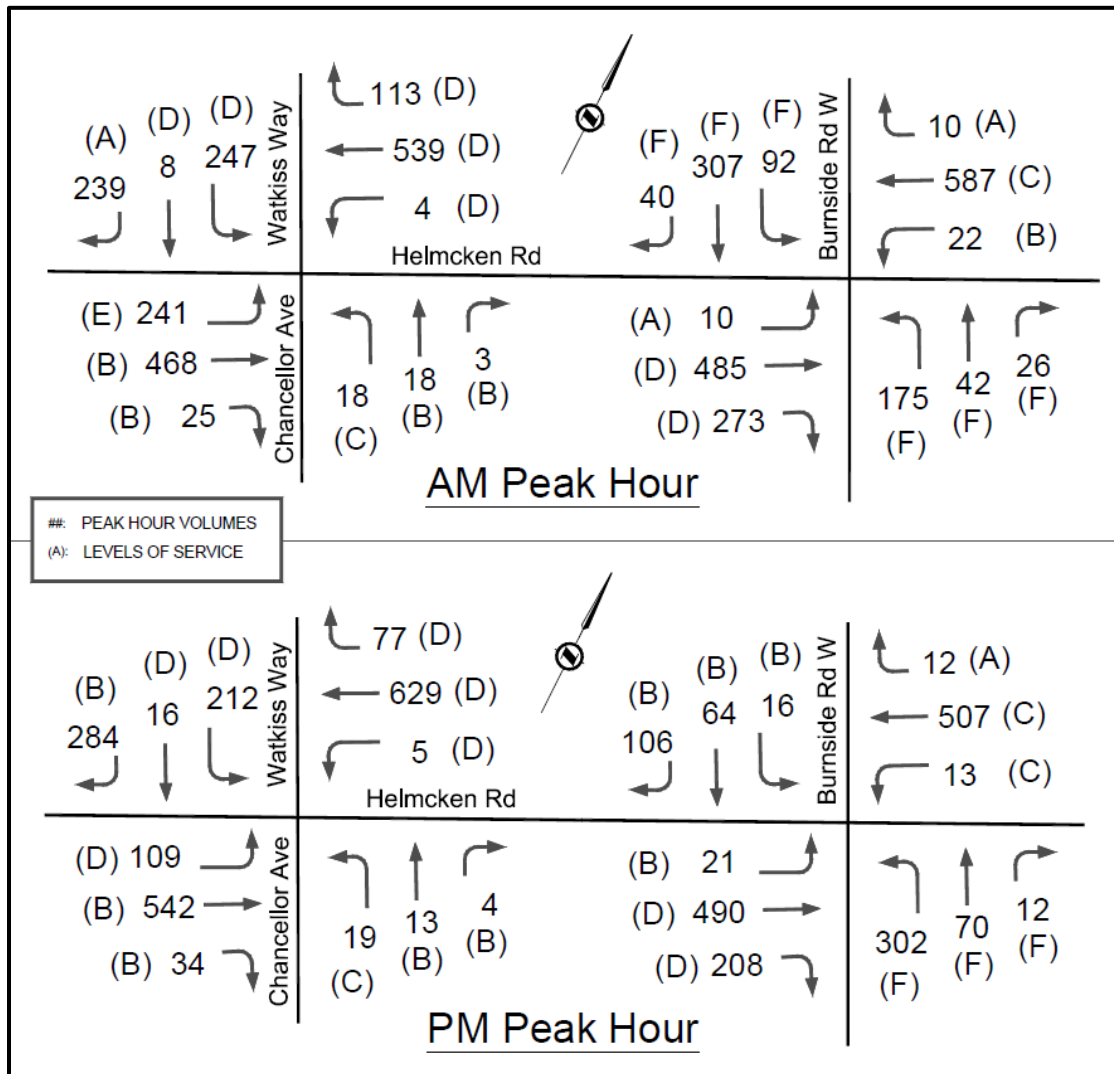 113 (D)
539 (D)
4 (D)
(A) (D) (D)
239 8 247
Watkiss Way
Helmcken Rd
(E) 241
(B) 468
(B) 25
Chancellor Ave
18 18 3
(C) (B) (B)
(F) (F) (F)
40 307 92
Burnside Rd W
10 (A)
587 (C)
22 (B)
(A) 10
(D) 485
(D) 273
175 42 26
(F) (F) (F)
AM Peak Hour
##: PEAK HOUR VOLUMES
(A): LEVELS OF SERVICE
77 (D)
629 (D)
5 (D)
(B) (D) (D)
284 16 212
Watkiss Way
Helmcken Rd
(D) 109
(B) 542
(B) 34
Chancellor Ave
19 13 4
(C) (B) (B)
(B) (B) (B)
106 64 16
Burnside Rd W
12 (A)
507 (C)
13 (C)
(B) 21
(D) 490
(D) 208
302 70 12
(F) (F) (F)
PM Peak Hour